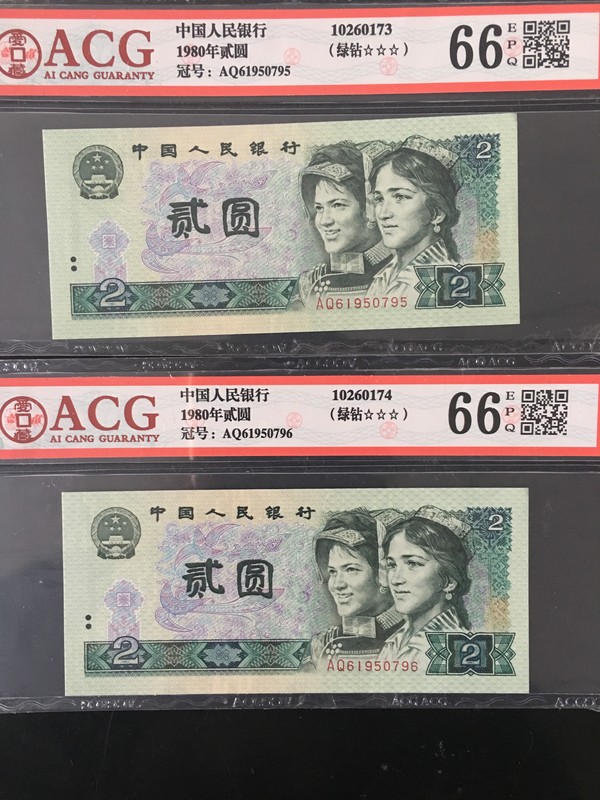 ACG
AI CANG GUARANTY
中国人民银行
1980年贰圆
冠号：AQ61950795
10260173
（绿钻☆☆☆）
66
EPQ
中国人民银行
贰圆
2
2
2
AQ61950795
ACG
AI CANG GUARANTY
中国人民银行
1980年贰圆
冠号：AQ61950796
10260174
（绿钻☆☆☆）
66
EPQ
中国人民银行
贰圆
2
2
2
AQ61950796